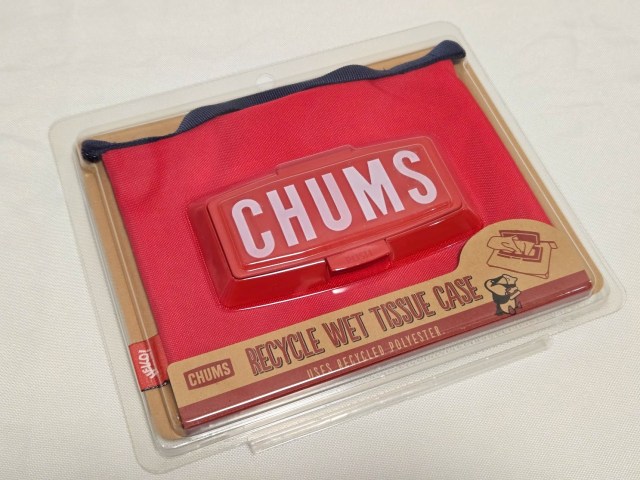 CHUMS
CHUMS
RECYCLE WET TISSUE CASE
USES RECYCLED POLYESTER